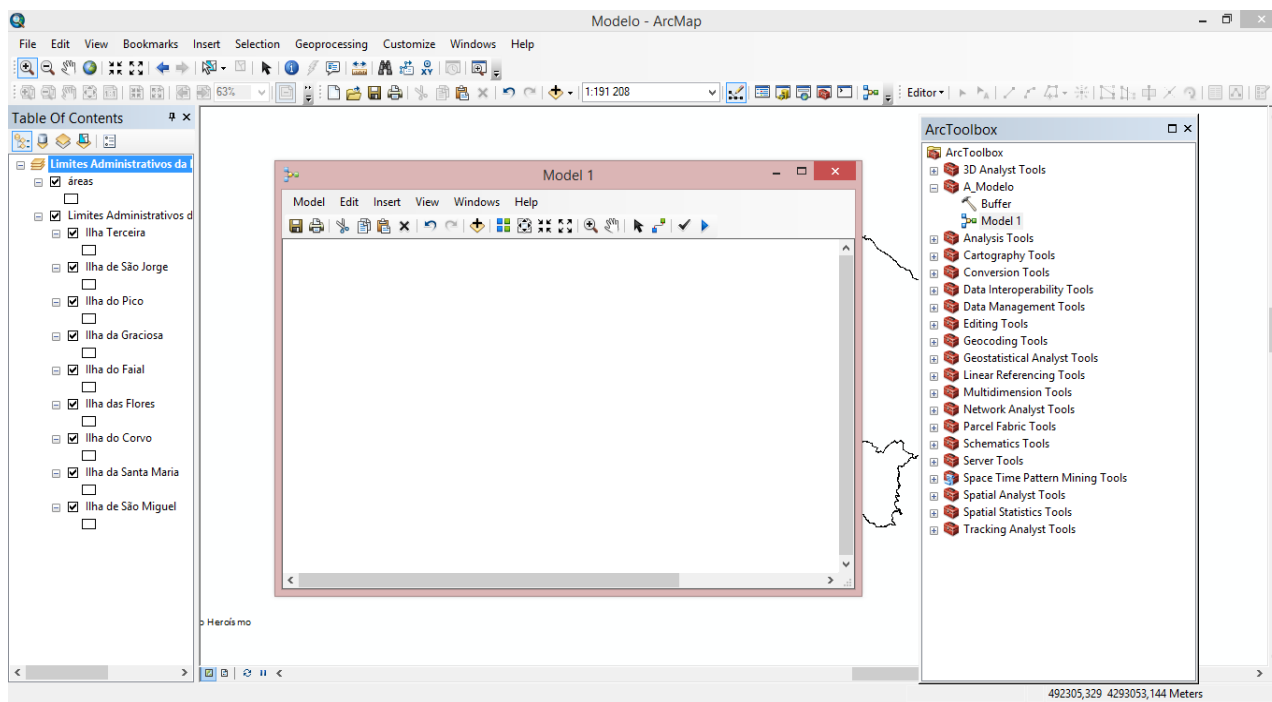 Modelo - ArcMap
File Edit View Bookmarks Insert Selection Geoprocessing Customize Windows Help
63% 1:191 208 Editor
Table Of Contents
Limites Administrativos da
áreas
Limites Administrativos d
Ilha Terceira
Ilha de São Jorge
Ilha do Pico
Ilha da Graciosa
Ilha do Faial
Ilha das Flores
Ilha do Corvo
Ilha da Santa Maria
Ilha de São Miguel
Model 1
Model Edit Insert View Windows Help
o Heroísmo
ArcToolbox
ArcToolbox
3D Analyst Tools
A_Modelo
Buffer
Model 1
Analysis Tools
Cartography Tools
Conversion Tools
Data Interoperability Tools
Data Management Tools
Editing Tools
Geocoding Tools
Geostatistical Analyst Tools
Linear Referencing Tools
Multidimension Tools
Network Analyst Tools
Parcel Fabric Tools
Schematics Tools
Server Tools
Space Time Pattern Mining Tools
Spatial Analyst Tools
Spatial Statistics Tools
Tracking Analyst Tools
492305,329 4293053,144 Meters